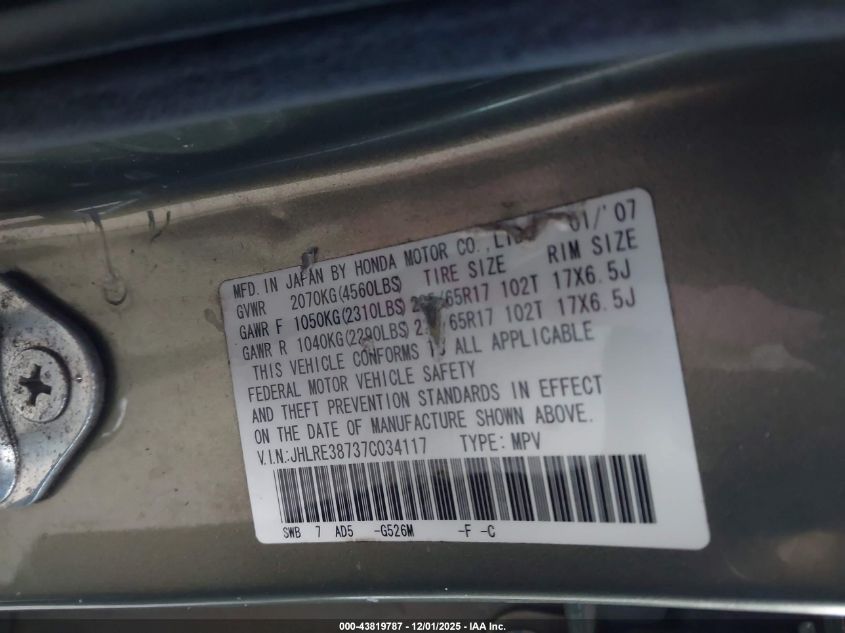 MFD. IN JAPAN BY HONDA MOTOR CO., 01/'07
GVWR 2070KG(4560LBS) TIRE SIZE RIM SIZE
GAWR F 1050KG(2310LBS) 65R17 102T 17X6.5J
GAWR R 1040KG(2290LBS) 65R17 102T 17X6.5J
THIS VEHICLE CONFORMS TO ALL APPLICABLE
FEDERAL MOTOR VEHICLE SAFETY
AND THEFT PREVENTION STANDARDS IN EFFECT
ON THE DATE OF MANUFACTURE SHOWN ABOVE.
V.I.N.:JHLRE38737C034117 TYPE: MPV
SWB 7 AD5 -G526M -F -C
000-43819787 - 12/01/2025 - IAA Inc.